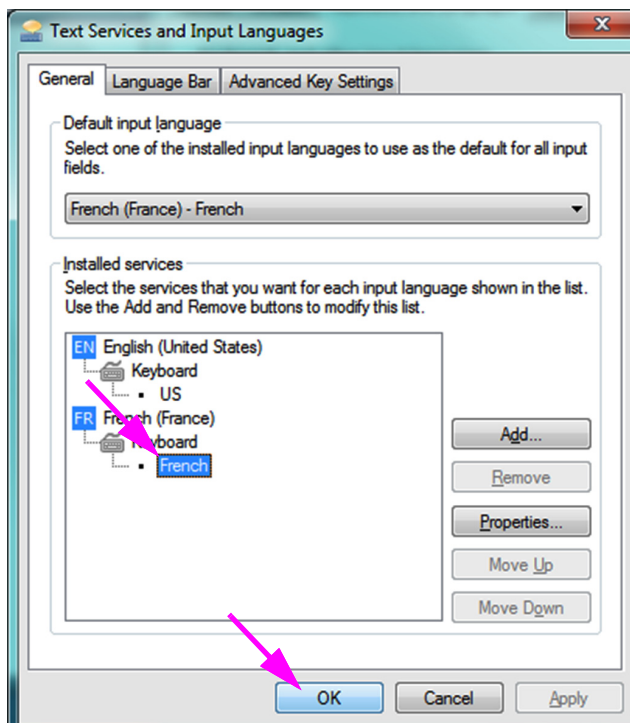 Text Services and Input Languages
General Language Bar Advanced Key Settings
Default input language
Select one of the installed input languages to use as the default for all input
fields.
French (France) - French
Installed services
Select the services that you want for each input language shown in the list.
Use the Add and Remove buttons to modify this list.
EN English (United States)
Keyboard
US
FR French (France)
Keyboard
French
Add...
Remove
Properties...
Move Up
Move Down
OK Cancel Apply